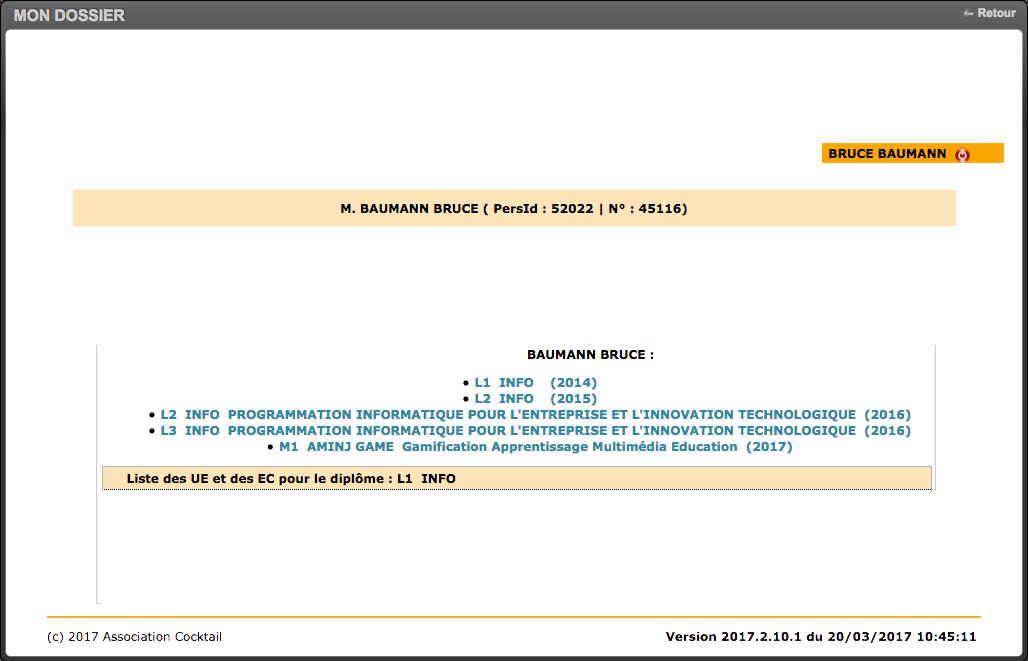 MON DOSSIER
← Retour
BRUCE BAUMANN
M. BAUMANN BRUCE ( PersId : 52022 | N° : 45116)
BAUMANN BRUCE :
• L1 INFO (2014)
• L2 INFO (2015)
• L2 INFO PROGRAMMATION INFORMATIQUE POUR L'ENTREPRISE ET L'INNOVATION TECHNOLOGIQUE (2016)
• L3 INFO PROGRAMMATION INFORMATIQUE POUR L'ENTREPRISE ET L'INNOVATION TECHNOLOGIQUE (2016)
• M1 AMINJ GAME Gamification Apprentissage Multimédia Education (2017)
Liste des UE et des EC pour le diplôme : L1 INFO
(c) 2017 Association Cocktail
Version 2017.2.10.1 du 20/03/2017 10:45:11